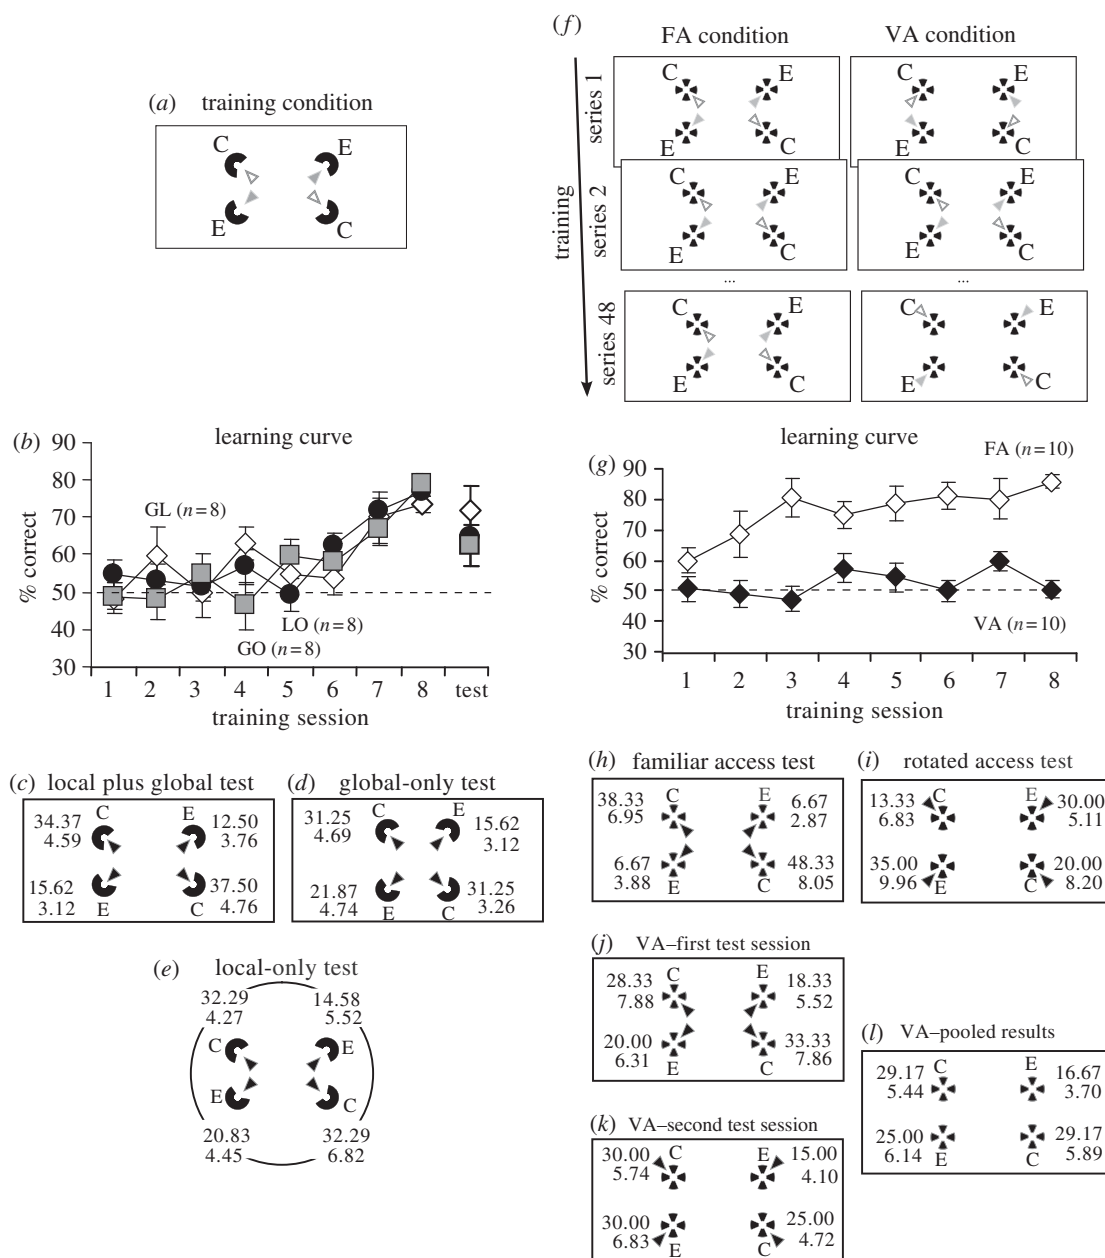 (a) training condition
C E
E C
(b) learning curve
% correct
90
80
70
60
50
40
30
GL (n=8)
LO (n=8)
GO (n=8)
1 2 3 4 5 6 7 8 test
training session
(c) local plus global test
C E
34.37 12.50
4.59 3.76
15.62 37.50
3.12 4.76
E C
(d) global-only test
C E
31.25 15.62
4.69 3.12
21.87 31.25
4.74 3.26
E C
(e) local-only test
32.29 14.58
4.27 5.52
C E
E C
20.83 32.29
4.45 6.82
(f)
FA condition VA condition
training
series 1
C E C E
E C E C
series 2
C E C E
E C E C
... ...
series 48
C E C E
E C E C
(g) learning curve
FA (n=10)
% correct
90
80
70
60
50
40
30
VA (n=10)
1 2 3 4 5 6 7 8
training session
(h) familiar access test
38.33 C E 6.67
6.95 2.87
6.67 48.33
3.88 E C 8.05
(i) rotated access test
13.33 C E 30.00
6.83 5.11
35.00 20.00
9.96 E C 8.20
(j) VA–first test session
28.33 C E 18.33
7.88 5.52
20.00 33.33
6.31 E C 7.86
(k) VA–second test session
30.00 C E 15.00
5.74 4.10
30.00 25.00
6.83 E C 4.72
(l) VA–pooled results
29.17 C E 16.67
5.44 3.70
25.00 29.17
6.14 E C 5.89